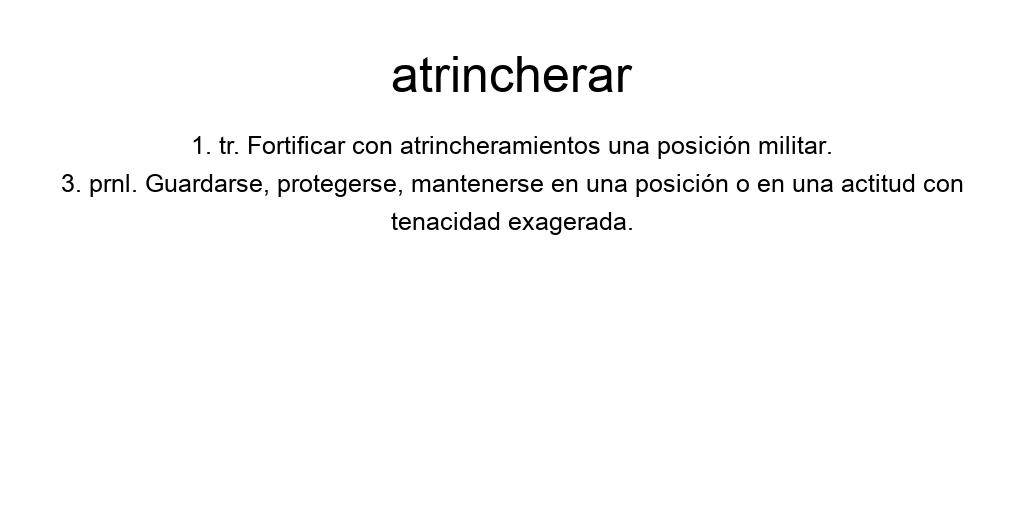 atrincherar
1. tr. Fortificar con atrincheramientos una posición militar.
3. prnl. Guardarse, protegerse, mantenerse en una posición o en una actitud con
tenacidad exagerada.